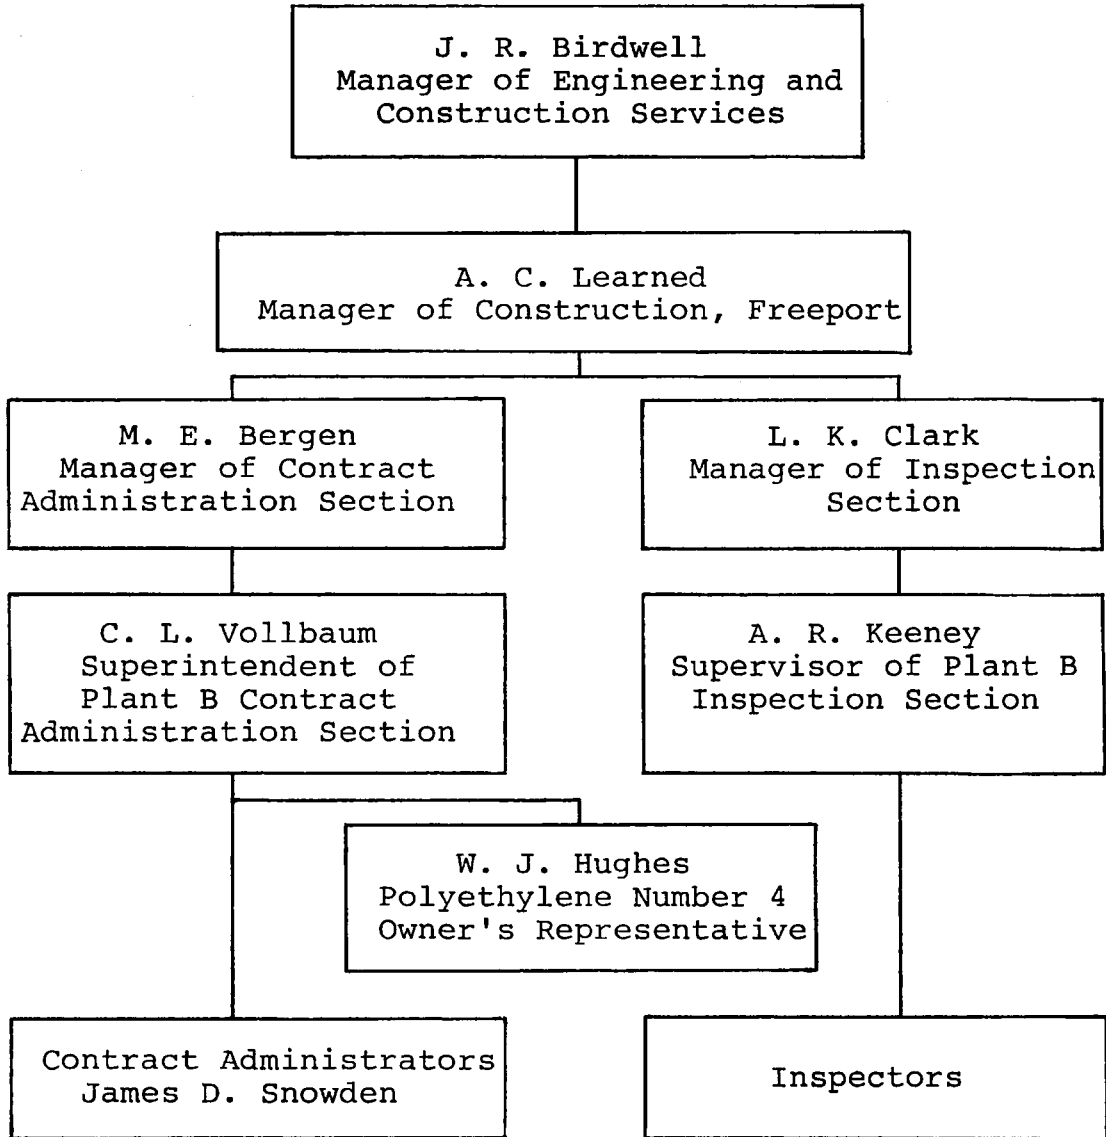 J. R. Birdwell
Manager of Engineering and
Construction Services
A. C. Learned
Manager of Construction, Freeport
M. E. Bergen
Manager of Contract
Administration Section
L. K. Clark
Manager of Inspection
Section
C. L. Vollbaum
Superintendent of
Plant B Contract
Administration Section
A. R. Keeney
Supervisor of Plant B
Inspection Section
W. J. Hughes
Polyethylene Number 4
Owner's Representative
Contract Administrators
James D. Snowden
Inspectors